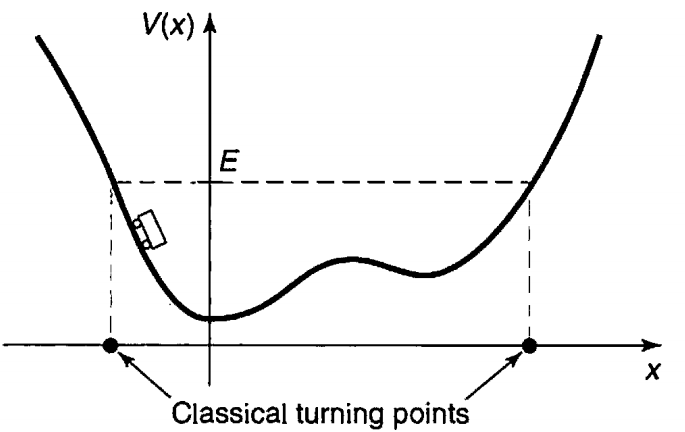 V(x)
E
x
Classical turning points